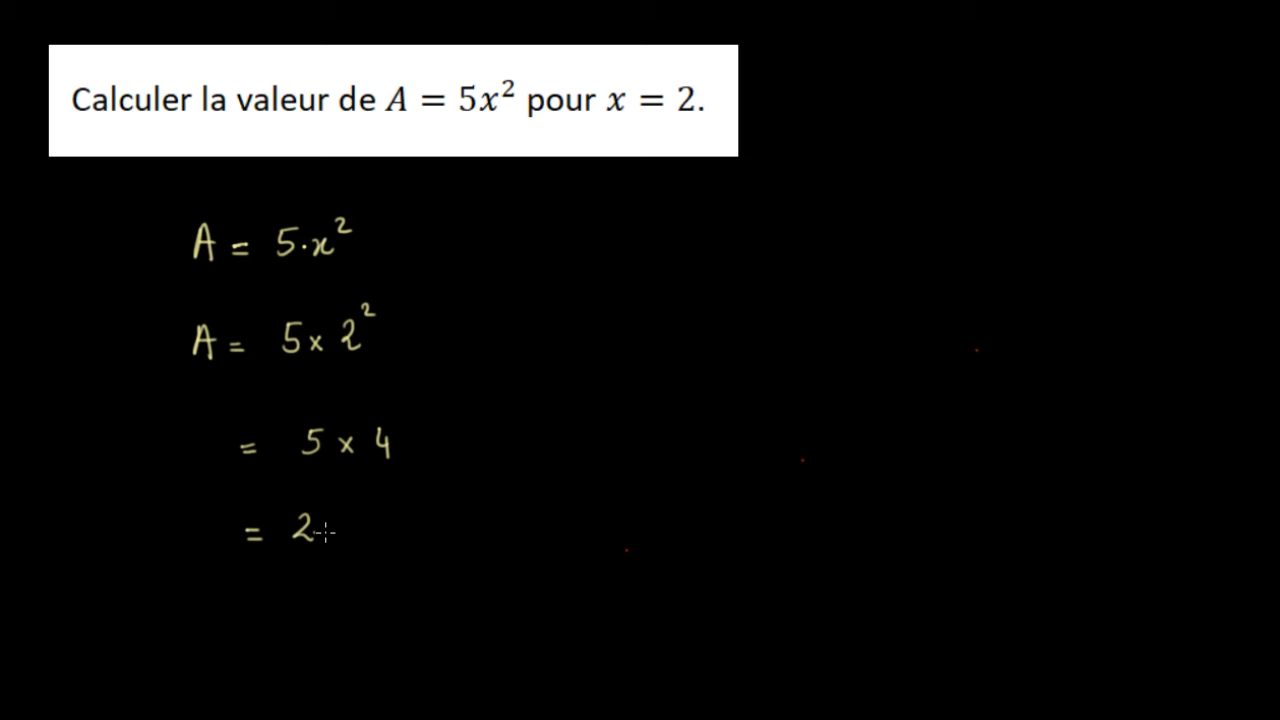 Calculer la valeur de A = 5x² pour x = 2.
A = 5·x²
A = 5 × 2²
= 5 × 4
= 2